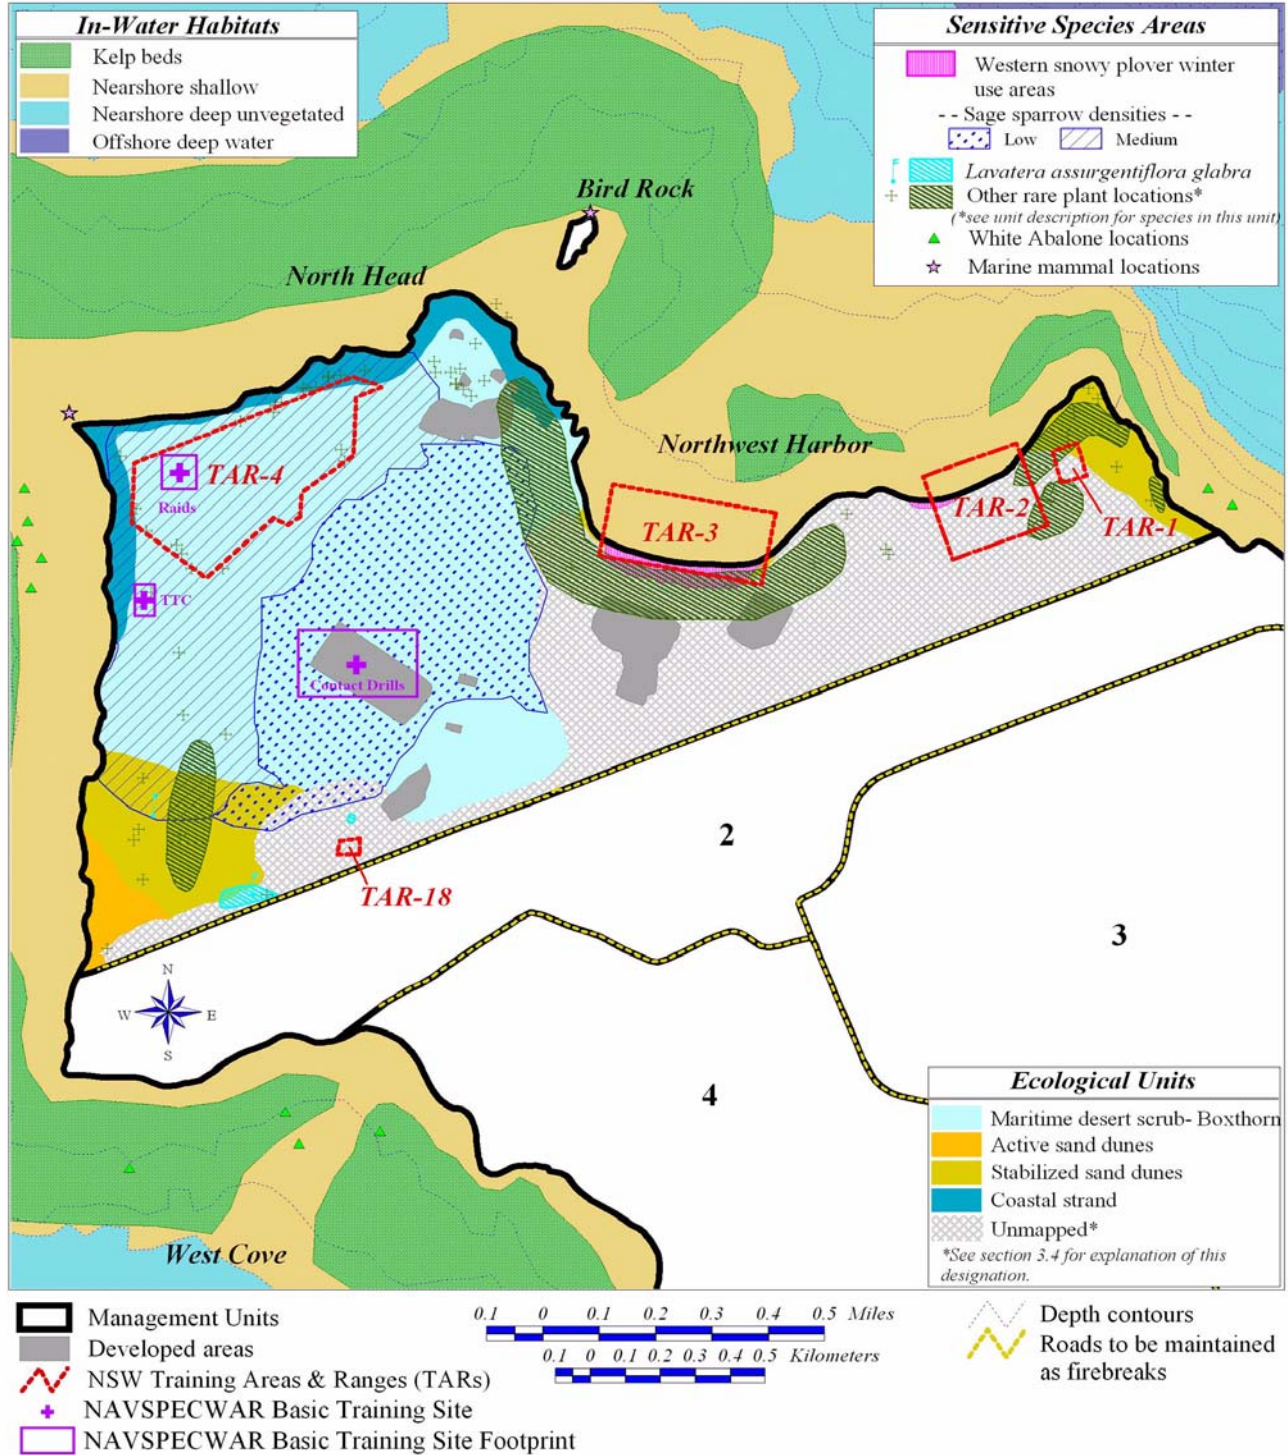 In-Water Habitats
Kelp beds
Nearshore shallow
Nearshore deep unvegetated
Offshore deep water
Sensitive Species Areas
Western snowy plover winter
use areas
- - Sage sparrow densities - -
Low
Medium
Lavatera assurgentiflora glabra
Other rare plant locations*
(*see unit description for species in this unit)
White Abalone locations
Marine mammal locations
Bird Rock
North Head
Northwest Harbor
TAR-4
Raids
TAR-3
TAR-2
TAR-1
TTC
Contact Drills
2
TAR-18
3
N
W
E
S
4
West Cove
Ecological Units
Maritime desert scrub- Boxthorn
Active sand dunes
Stabilized sand dunes
Coastal strand
Unmapped*
*See section 3.4 for explanation of this
designation.
Management Units
Developed areas
NSW Training Areas & Ranges (TARs)
NAVSPECWAR Basic Training Site
NAVSPECWAR Basic Training Site Footprint
0.1 0 0.1 0.2 0.3 0.4 0.5 Miles
0.1 0 0.1 0.2 0.3 0.4 0.5 Kilometers
Depth contours
Roads to be maintained
as firebreaks